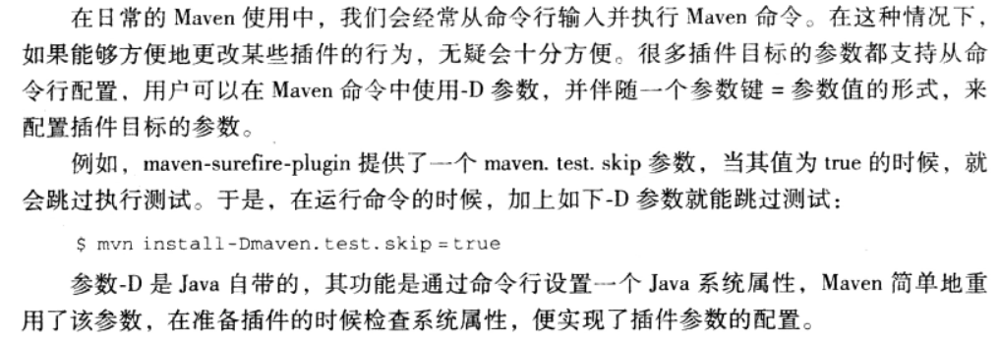 在日常的 Maven 使用中，我们会经常从命令行输入并执行 Maven 命令。在这种情况下，
如果能够方便地更改某些插件的行为，无疑会十分方便。很多插件目标的参数都支持从命
令行配置，用户可以在 Maven 命令中使用-D 参数，并伴随一个参数键 = 参数值的形式，来
配置插件目标的参数。
例如，maven-surefire-plugin 提供了一个 maven. test. skip 参数，当其值为 true 的时候，就
会跳过执行测试。于是，在运行命令的时候，加上如下-D 参数就能跳过测试：
$ mvn install-Dmaven.test.skip=true
参数-D 是 Java 自带的，其功能是通过命令行设置一个 Java 系统属性，Maven 简单地重
用了该参数，在准备插件的时候检查系统属性，便实现了插件参数的配置。